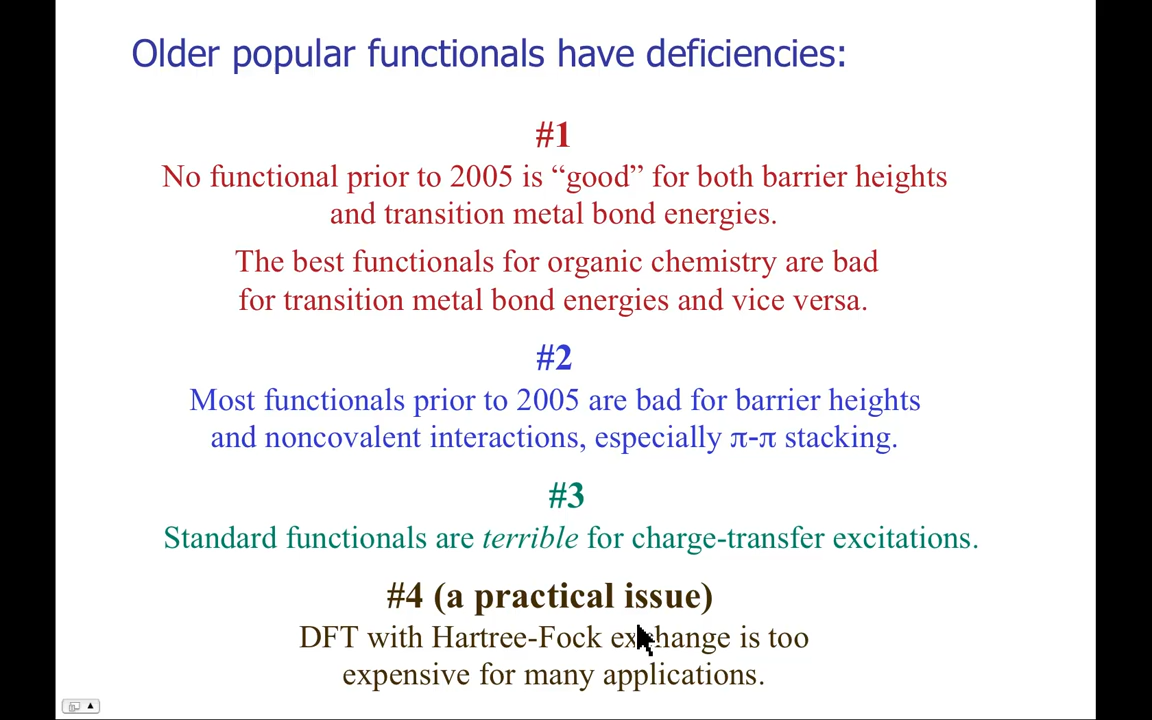 Older popular functionals have deficiencies:
#1
No functional prior to 2005 is “good” for both barrier heights
and transition metal bond energies.
The best functionals for organic chemistry are bad
for transition metal bond energies and vice versa.
#2
Most functionals prior to 2005 are bad for barrier heights
and noncovalent interactions, especially π-π stacking.
#3
Standard functionals are terrible for charge-transfer excitations.
#4 (a practical issue)
DFT with Hartree-Fock exchange is too
expensive for many applications.